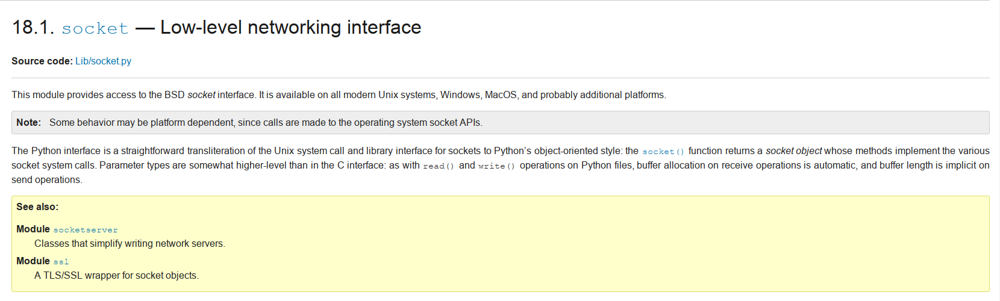 18.1. socket — Low-level networking interface
Source code: Lib/socket.py
This module provides access to the BSD socket interface. It is available on all modern Unix systems, Windows, MacOS, and probably additional platforms.
Note: Some behavior may be platform dependent, since calls are made to the operating system socket APIs.
The Python interface is a straightforward transliteration of the Unix system call and library interface for sockets to Python’s object-oriented style: the socket() function returns a socket object whose methods implement the various
socket system calls. Parameter types are somewhat higher-level than in the C interface: as with read() and write() operations on Python files, buffer allocation on receive operations is automatic, and buffer length is implicit on
send operations.
See also:
Module socketserver
Classes that simplify writing network servers.
Module ssl
A TLS/SSL wrapper for socket objects.